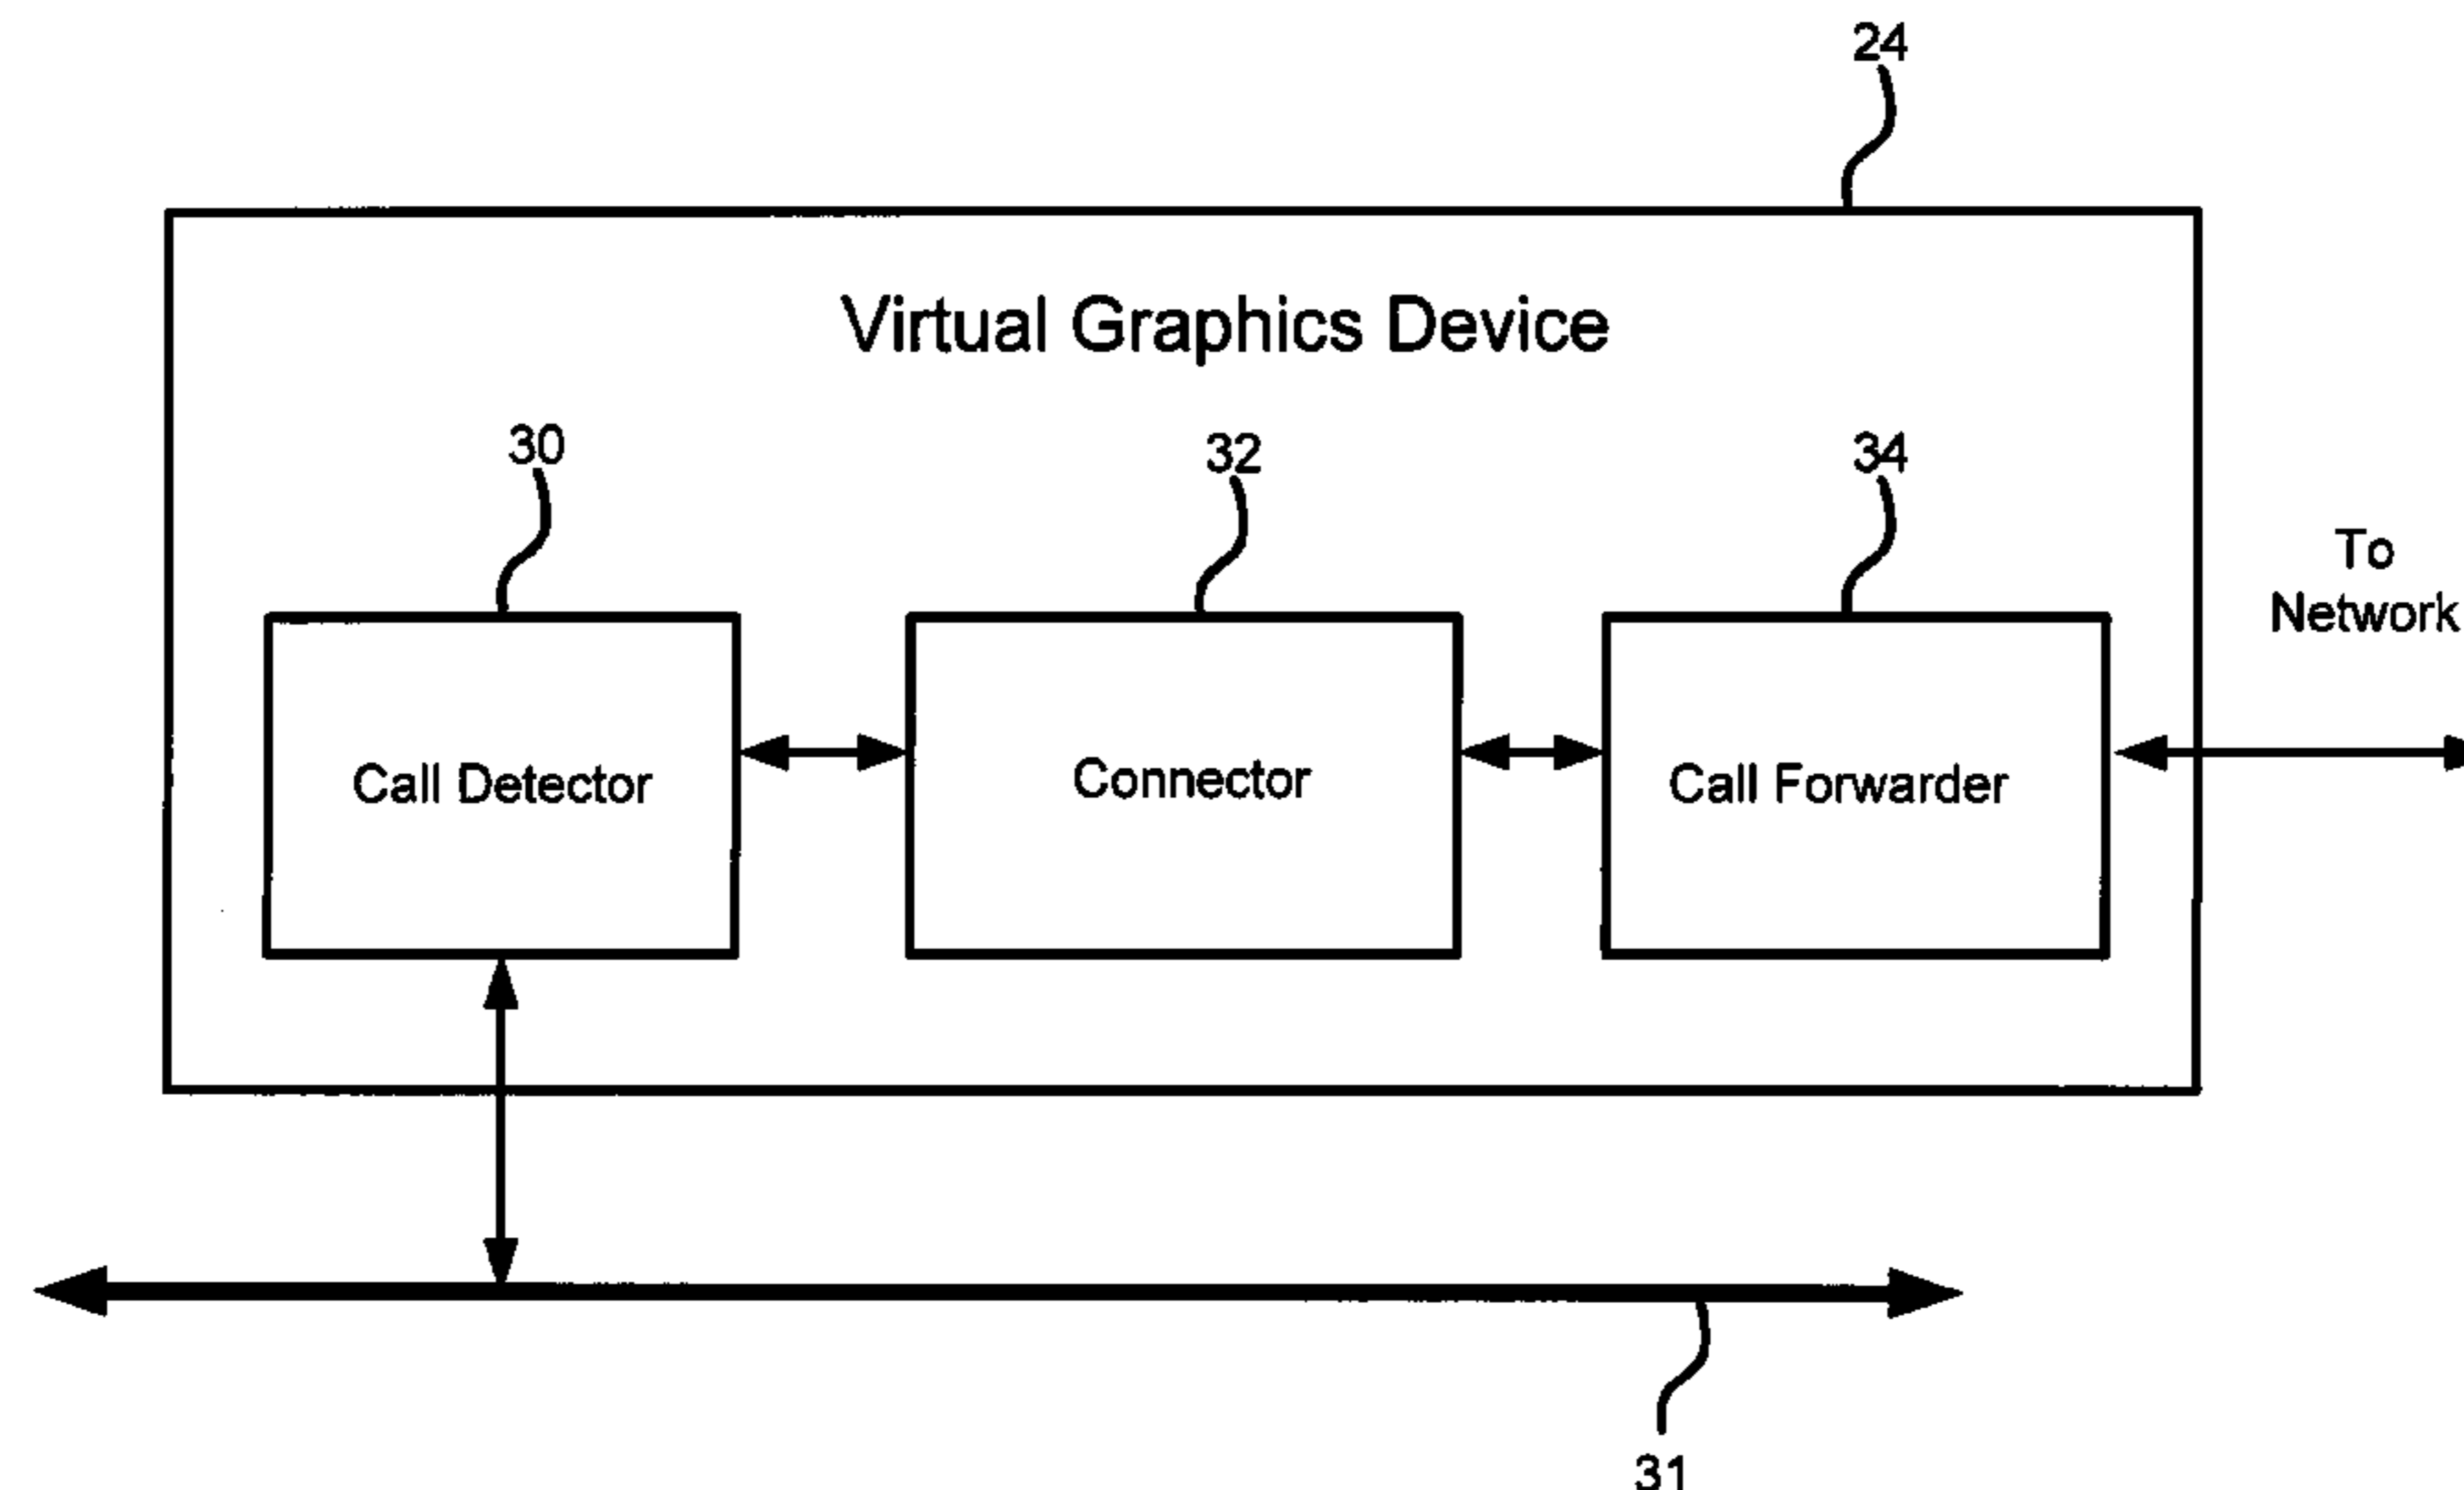 24
Virtual Graphics Device
30
32
34
To
Network
Call Detector
Connector
Call Forwarder
31